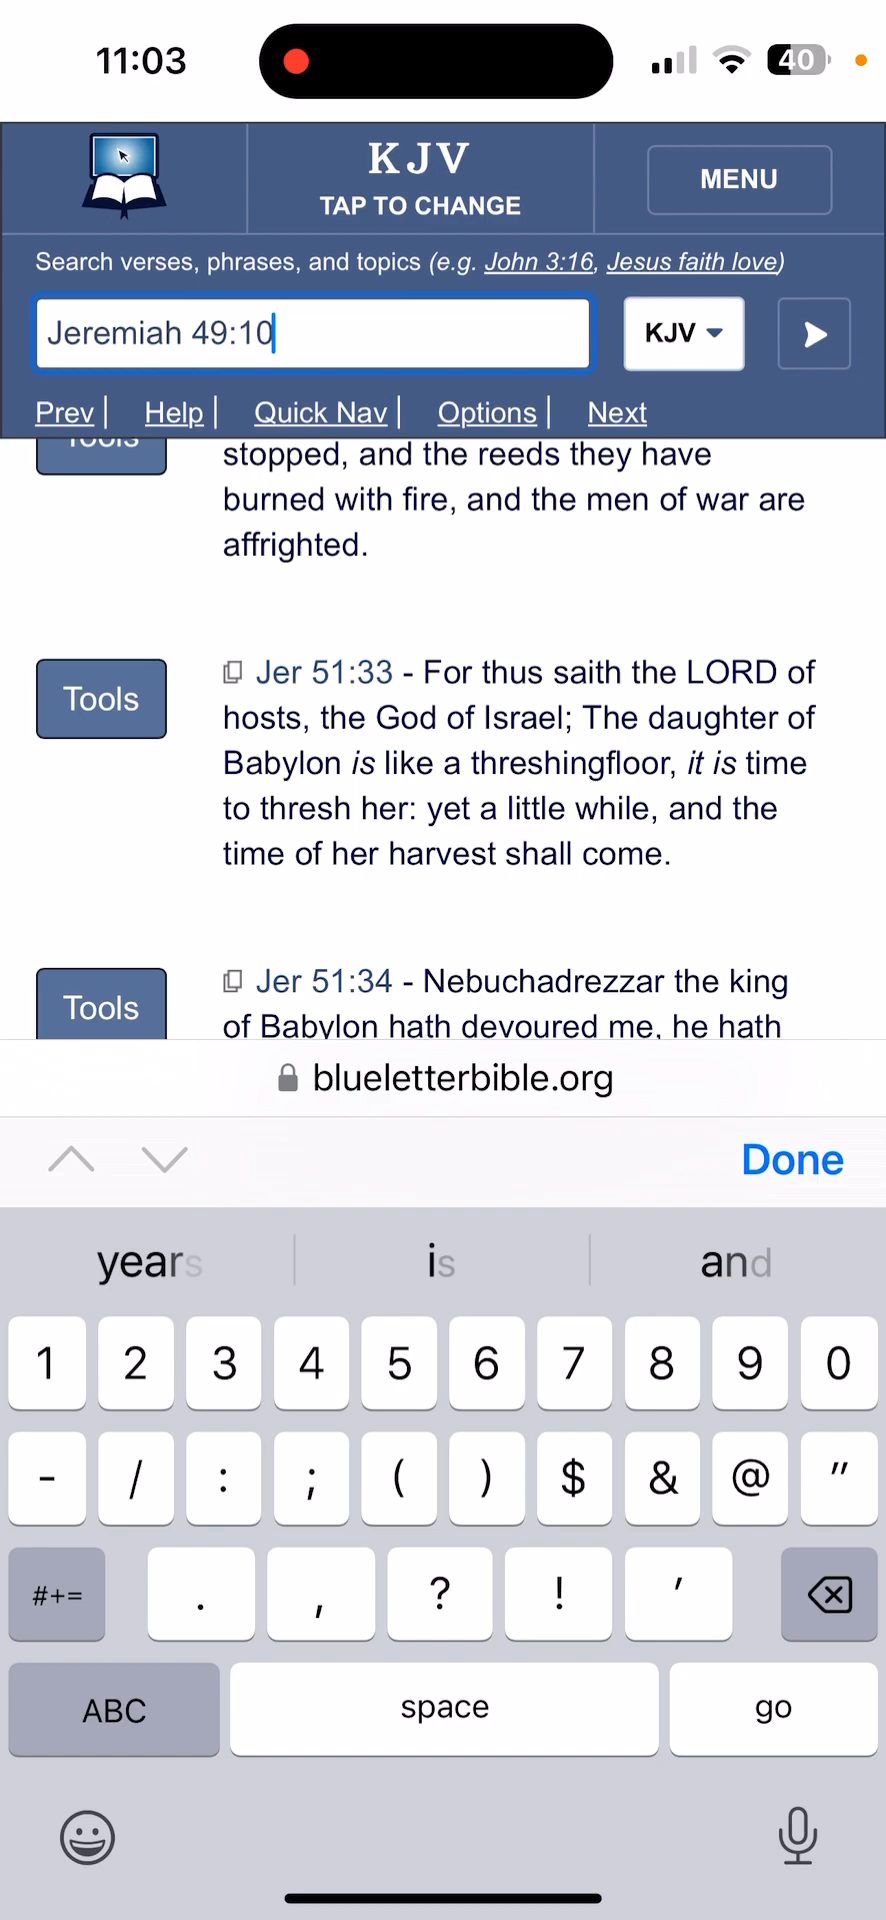 11:03
40
KJV
TAP TO CHANGE
MENU
Search verses, phrases, and topics (e.g. John 3:16, Jesus faith love)
Jeremiah 49:10
KJV
Prev | Help | Quick Nav | Options | Next
Tools
stopped, and the reeds they have
burned with fire, and the men of war are
affrighted.
Tools
Jer 51:33 - For thus saith the LORD of
hosts, the God of Israel; The daughter of
Babylon is like a threshingfloor, it is time
to thresh her: yet a little while, and the
time of her harvest shall come.
Tools
Jer 51:34 - Nebuchadrezzar the king
of Babylon hath devoured me, he hath
blueletterbible.org
Done
years is and
1 2 3 4 5 6 7 8 9 0
- / : ; ( ) $ & @ "
#+= . , ? ! '
ABC space go